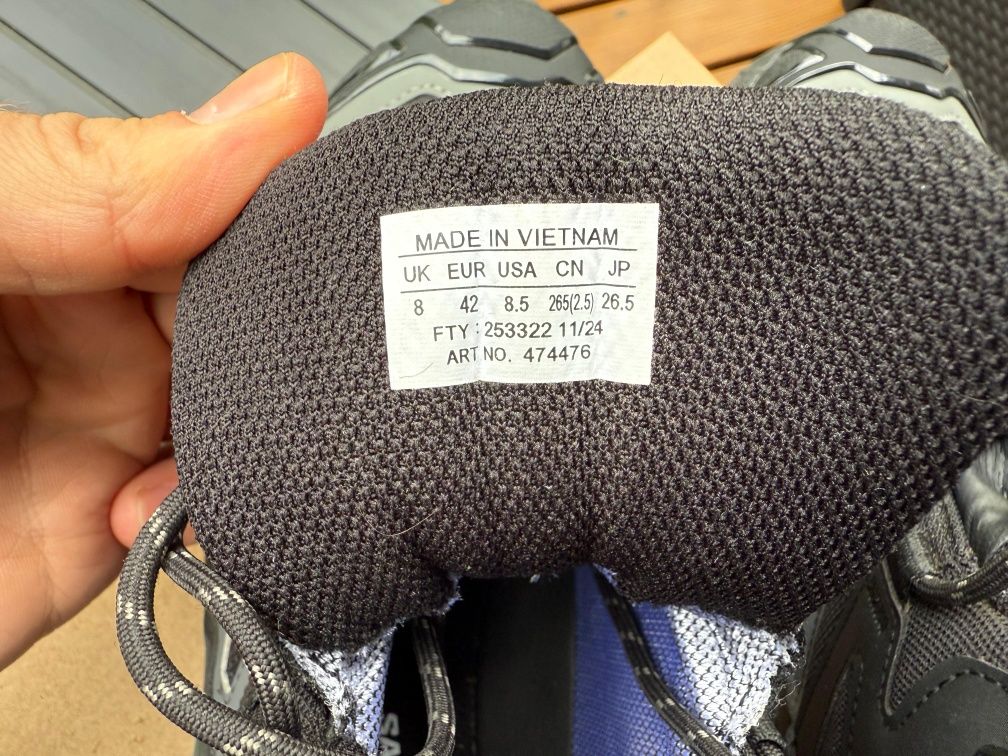 MADE IN VIETNAM
UK EUR USA CN JP
8 42 8.5 265(2.5) 26.5
FTY : 253322 11/24
ART NO. 474476
SA